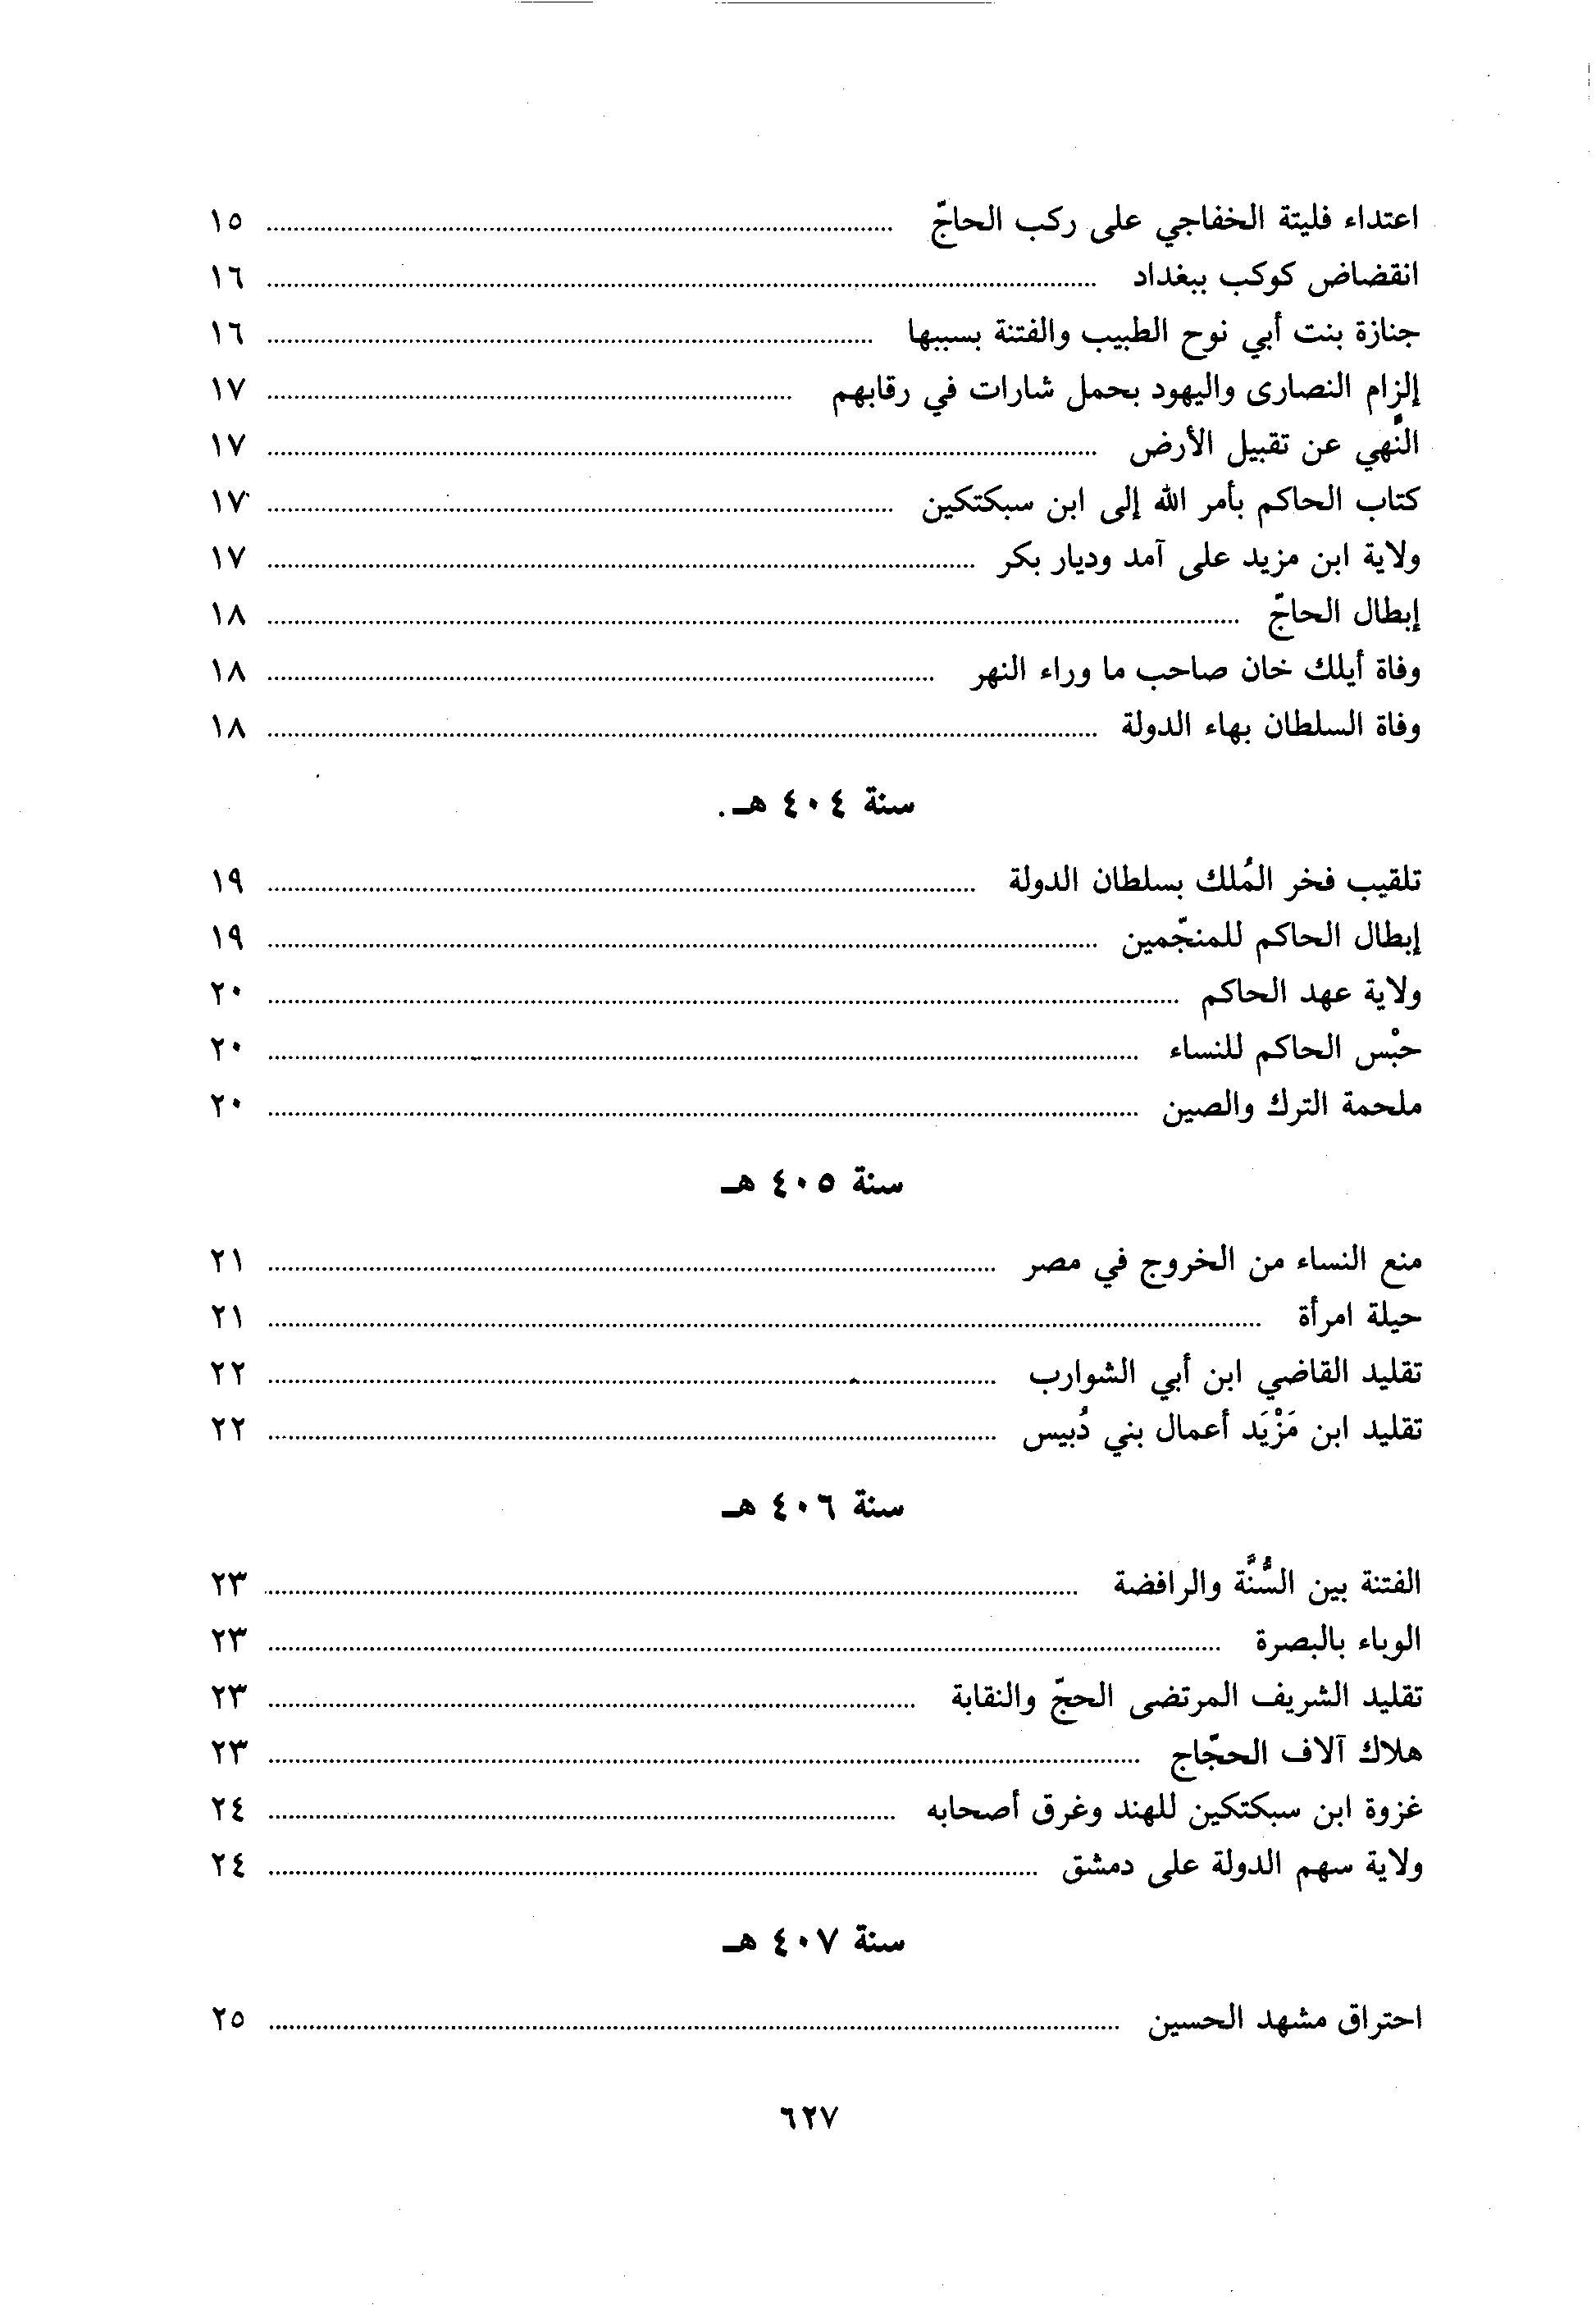 اعتداء فليتة الخفاجي على ركب الحاجّ ........ ١٥
انقضاض كوكب ببغداد ........ ١٦
جنازة بنت أبي نوح الطبيب والفتنة بسببها ........ ١٦
إلزام النصارى واليهود بحمل شارات في رقابهم ........ ١٧
النَّهي عن تقبيل الأرض ........ ١٧
كتاب الحاكم بأمر الله إلى ابن سبكتكين ........ ١٧
ولاية ابن مزيد على آمد وديار بكر ........ ١٧
إبطال الحاجّ ........ ١٨
وفاة أيلك خان صاحب ما وراء النهر ........ ١٨
وفاة السلطان بهاء الدولة ........ ١٨
سنة ٤٠٤ هـ.
تلقيب فخر المُلك بسلطان الدولة ........ ١٩
إبطال الحاكم للمنجّمين ........ ١٩
ولاية عهد الحاكم ........ ٢٠
حبْس الحاكم للنساء ........ ٢٠
ملحمة الترك والصين ........ ٢٠
سنة ٤٠٥ هـ
منع النساء من الخروج في مصر ........ ٢١
حيلة امرأة ........ ٢١
تقليد القاضي ابن أبي الشوارب ........ ٢٢
تقليد ابن مَزْيَد أعمال بني دُبيس ........ ٢٢
سنة ٤٠٦ هـ
الفتنة بين السُّنَّة والرافضة ........ ٢٣
الوباء بالبصرة ........ ٢٣
تقليد الشريف المرتضى الحجّ والنقابة ........ ٢٣
هلاك آلاف الحجّاج ........ ٢٣
غزوة ابن سبكتكين للهند وغرق أصحابه ........ ٢٤
ولاية سهم الدولة على دمشق ........ ٢٤
سنة ٤٠٧ هـ
احتراق مشهد الحسين ........ ٢٥
٦٢٧